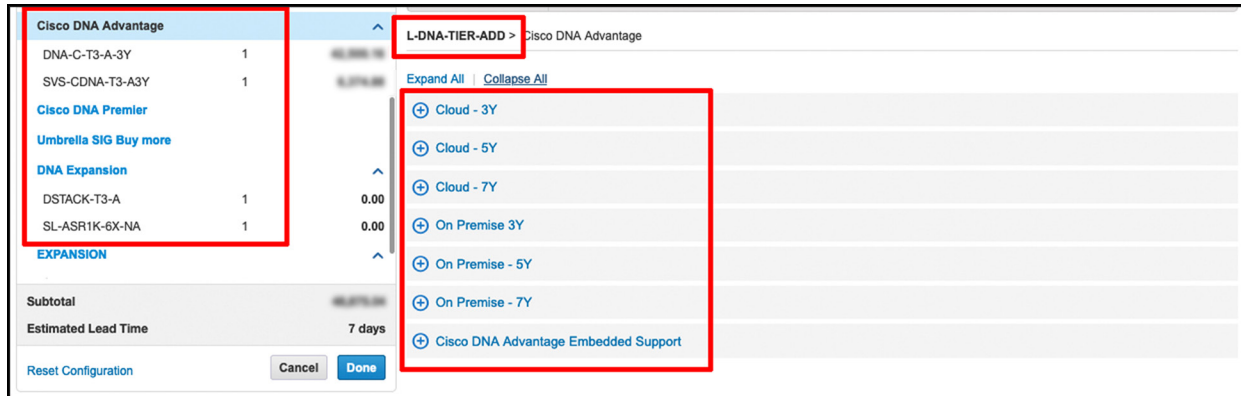 Cisco DNA Advantage
DNA-C-T3-A-3Y 1
SVS-CDNA-T3-A3Y 1
Cisco DNA Premier
Umbrella SIG Buy more
DNA Expansion
DSTACK-T3-A 1 0.00
SL-ASR1K-6X-NA 1 0.00
EXPANSION
Subtotal
Estimated Lead Time 7 days
Reset Configuration Cancel Done
L-DNA-TIER-ADD > Cisco DNA Advantage
Expand All | Collapse All
Cloud - 3Y
Cloud - 5Y
Cloud - 7Y
On Premise 3Y
On Premise - 5Y
On Premise - 7Y
Cisco DNA Advantage Embedded Support